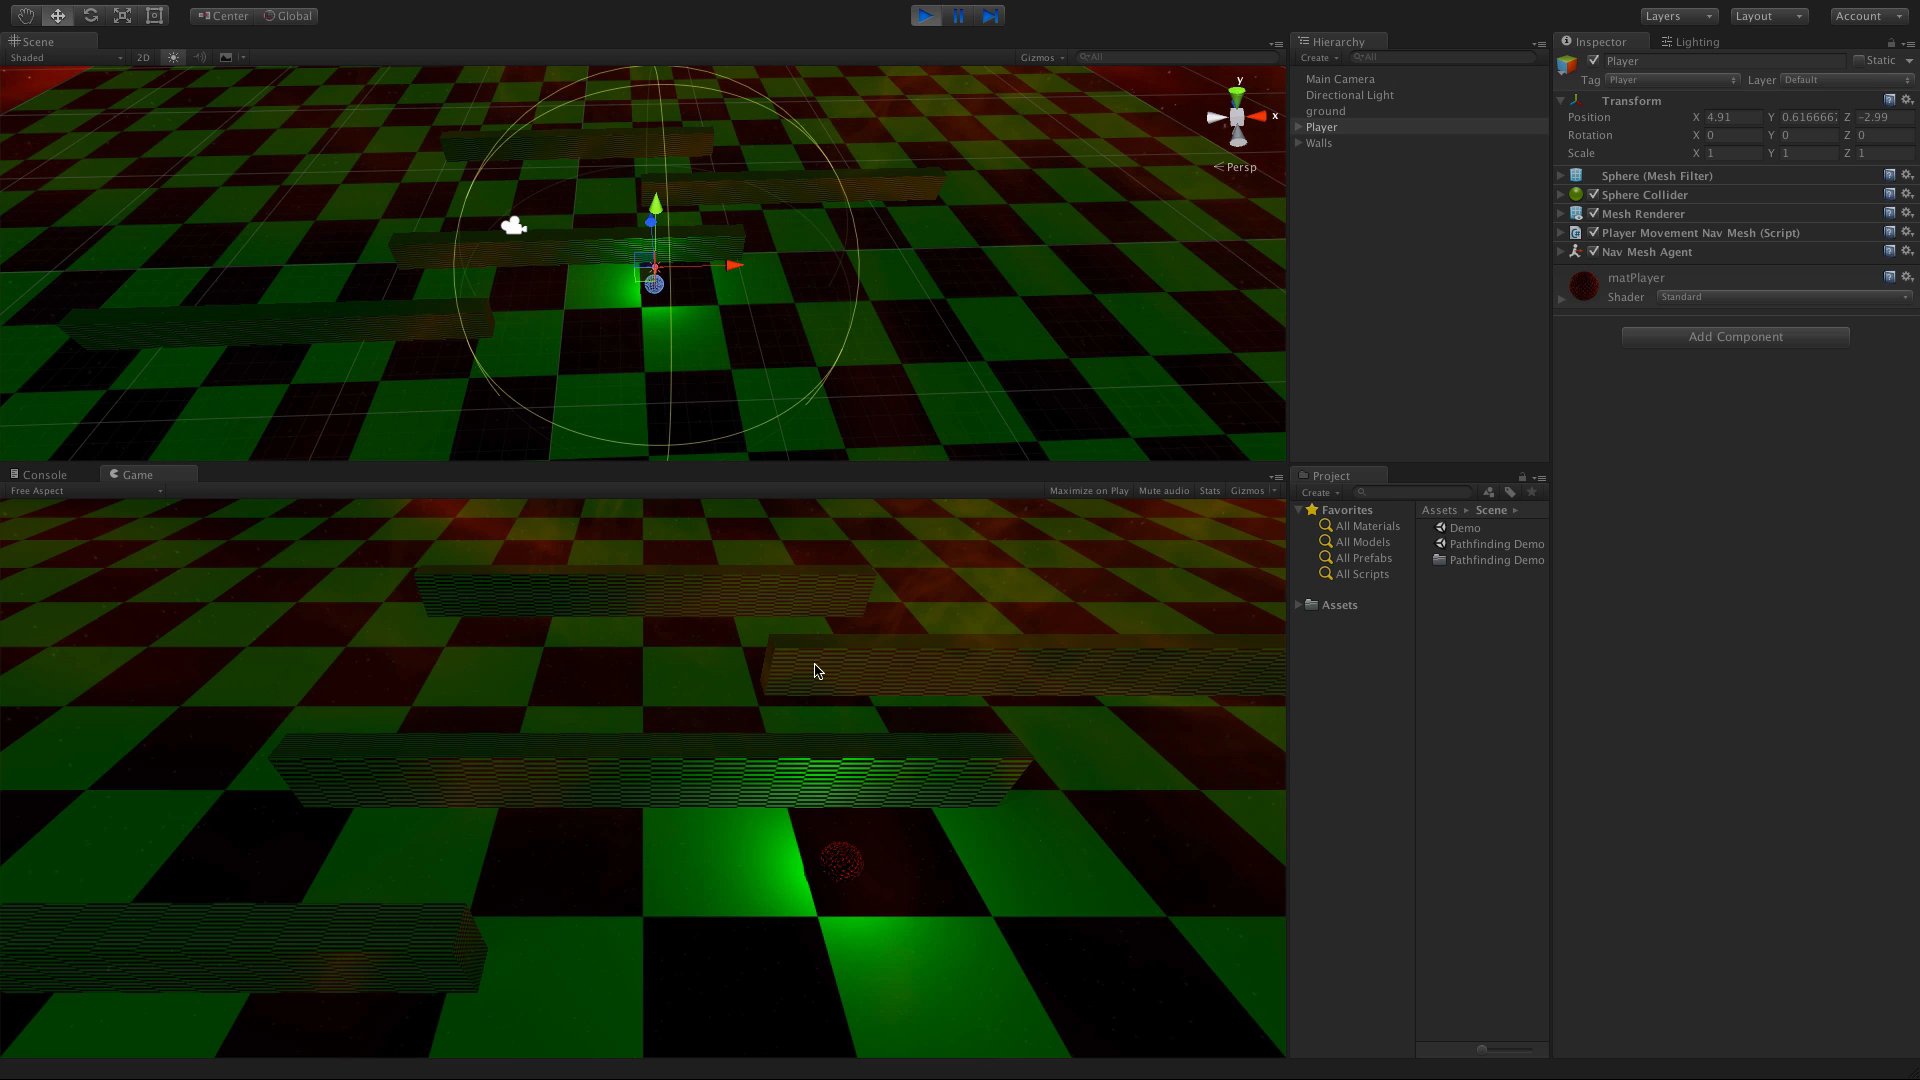 Center Global
Layers Layout Account
Scene
Shaded 2D Gizmos All
y
x
Persp
Hierarchy
Create All
Main Camera
Directional Light
ground
Player
Walls
Inspector Lighting
Player Static
Tag Player Layer Default
Transform
Position X 4.91 Y 0.616666 Z -2.99
Rotation X 0 Y 0 Z 0
Scale X 1 Y 1 Z 1
Sphere (Mesh Filter)
Sphere Collider
Mesh Renderer
Player Movement Nav Mesh (Script)
Nav Mesh Agent
matPlayer
Shader Standard
Add Component
Console Game
Free Aspect Maximize on Play Mute audio Stats Gizmos
Project
Create
Favorites
All Materials
All Models
All Prefabs
All Scripts
Assets
Assets Scene
Demo
Pathfinding Demo
Pathfinding Demo